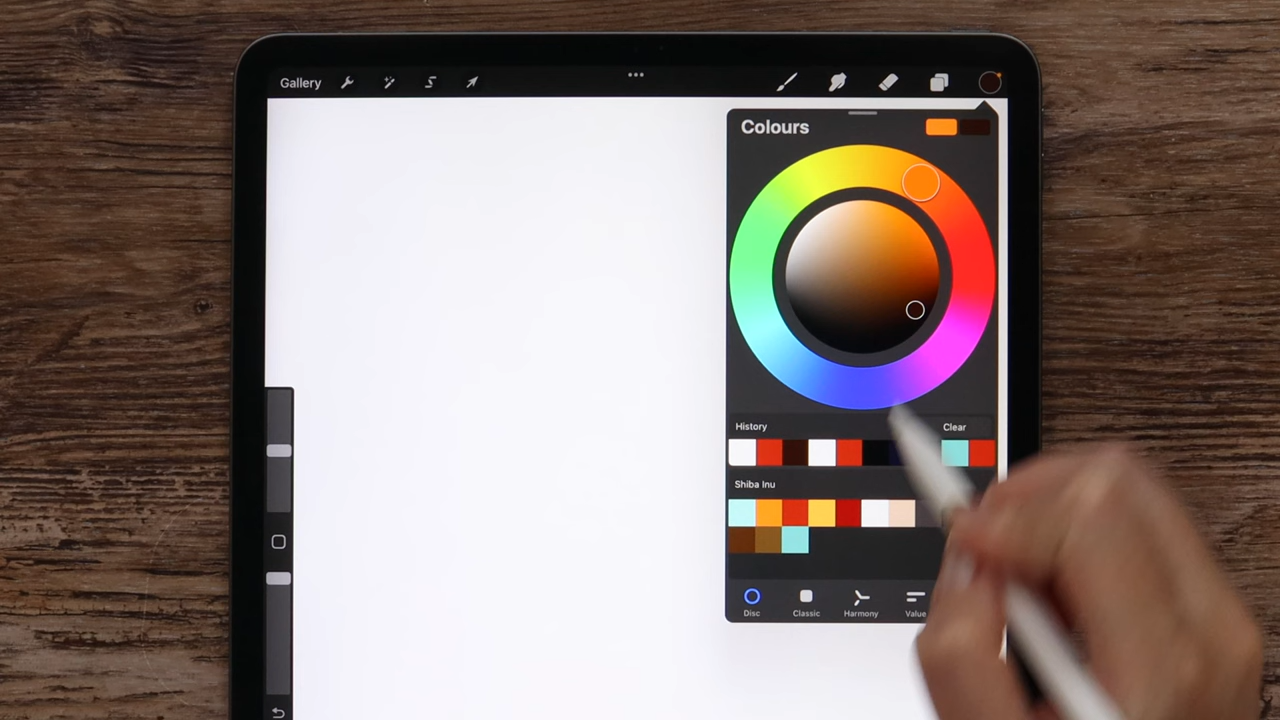 Gallery
Colours
History
Clear
Shiba Inu
Disc
Classic
Harmony
Value